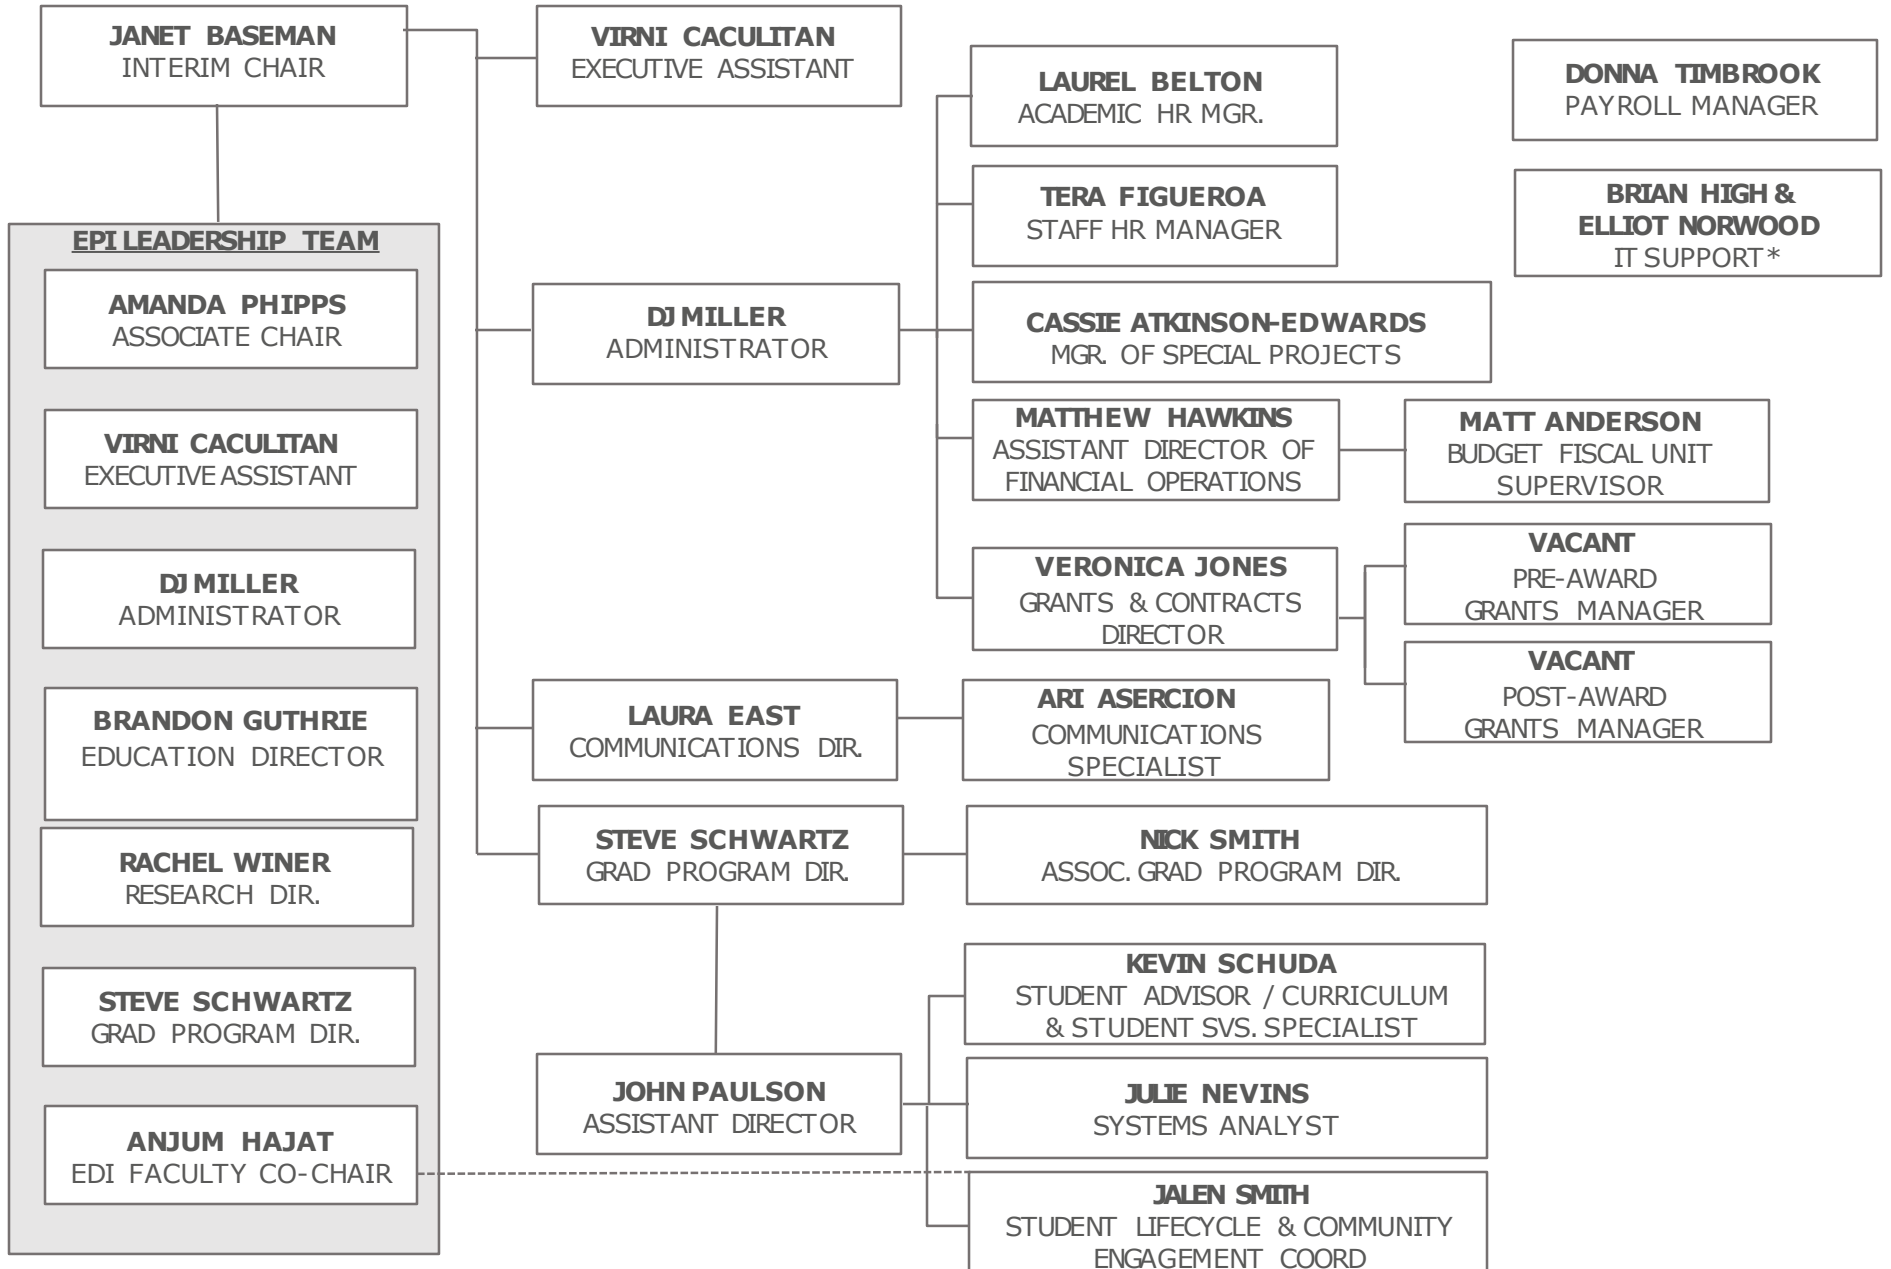 JANET BASEMAN
INTERIM CHAIR
VIRNI CACULITAN
EXECUTIVE ASSISTANT
LAUREL BELTON
ACADEMIC HR MGR.
DONNA TIMBROOK
PAYROLL MANAGER
TERA FIGUEROA
STAFF HR MANAGER
BRIAN HIGH &
ELLIOT NORWOOD
IT SUPPORT*
EPI LEADERSHIP TEAM
AMANDA PHIPPS
ASSOCIATE CHAIR
VIRNI CACULITAN
EXECUTIVE ASSISTANT
DJ MILLER
ADMINISTRATOR
BRANDON GUTHRIE
EDUCATION DIRECTOR
RACHEL WINER
RESEARCH DIR.
STEVE SCHWARTZ
GRAD PROGRAM DIR.
ANJUM HAJAT
EDI FACULTY CO-CHAIR
DJ MILLER
ADMINISTRATOR
CASSIE ATKINSON-EDWARDS
MGR. OF SPECIAL PROJECTS
MATTHEW HAWKINS
ASSISTANT DIRECTOR OF
FINANCIAL OPERATIONS
MATT ANDERSON
BUDGET FISCAL UNIT
SUPERVISOR
VERONICA JONES
GRANTS & CONTRACTS
DIRECTOR
VACANT
PRE-AWARD
GRANTS MANAGER
VACANT
POST-AWARD
GRANTS MANAGER
LAURA EAST
COMMUNICATIONS DIR.
ARI ASERCION
COMMUNICATIONS
SPECIALIST
STEVE SCHWARTZ
GRAD PROGRAM DIR.
NICK SMITH
ASSOC. GRAD PROGRAM DIR.
JOHN PAULSON
ASSISTANT DIRECTOR
KEVIN SCHUDA
STUDENT ADVISOR / CURRICULUM
& STUDENT SVS. SPECIALIST
JULIE NEVINS
SYSTEMS ANALYST
JALEN SMITH
STUDENT LIFECYCLE & COMMUNITY
ENGAGEMENT COORD